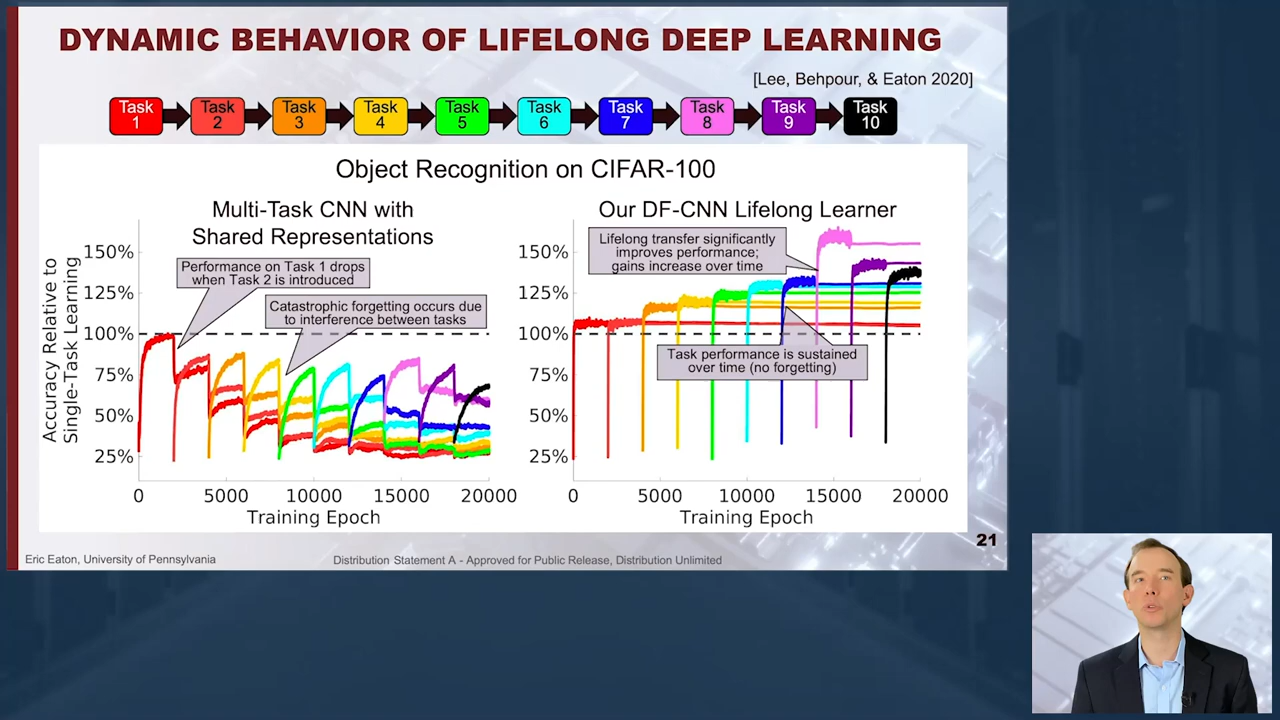 DYNAMIC BEHAVIOR OF LIFELONG DEEP LEARNING
[Lee, Behpour, & Eaton 2020]
Task
1
Task
2
Task
3
Task
4
Task
5
Task
6
Task
7
Task
8
Task
9
Task
10
Object Recognition on CIFAR-100
Multi-Task CNN with
Shared Representations
Accuracy Relative to
Single-Task Learning
150%
125%
100%
75%
50%
25%
Performance on Task 1 drops
when Task 2 is introduced
Catastrophic forgetting occurs due
to interference between tasks
0 5000 10000 15000 20000
Training Epoch
Our DF-CNN Lifelong Learner
150%
125%
100%
75%
50%
25%
Lifelong transfer significantly
improves performance;
gains increase over time
Task performance is sustained
over time (no forgetting)
0 5000 10000 15000 20000
Training Epoch
21
Eric Eaton, University of Pennsylvania
Distribution Statement A - Approved for Public Release, Distribution Unlimited